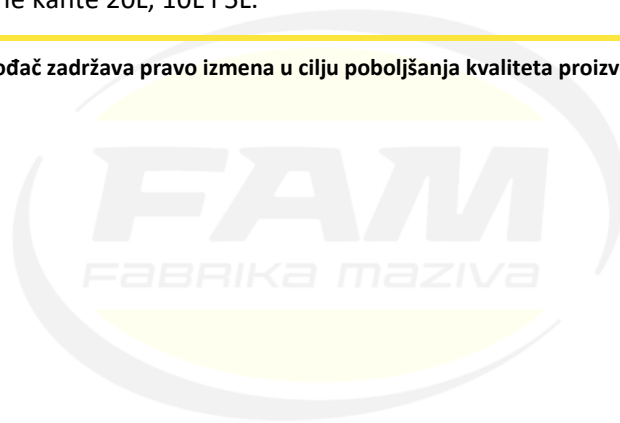 ne kante 20L, 10L i 5L.
ođač zadržava pravo izmena u cilju poboljšanja kvaliteta proizv
FAM
FABRIKA MAZIVA